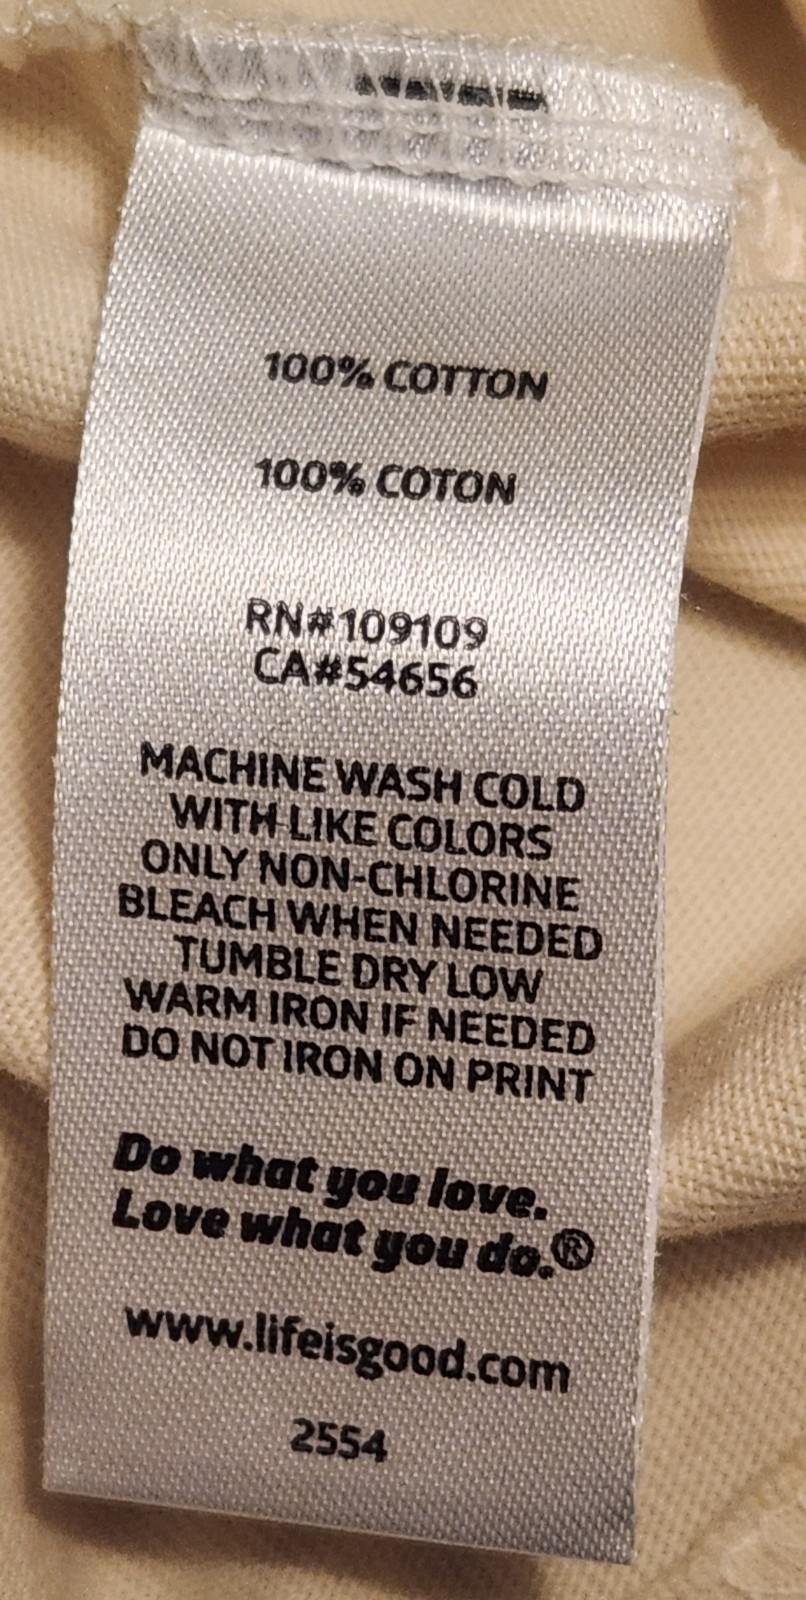 100% COTTON
100% COTON
RN#109109
CA#54656
MACHINE WASH COLD
WITH LIKE COLORS
ONLY NON-CHLORINE
BLEACH WHEN NEEDED
TUMBLE DRY LOW
WARM IRON IF NEEDED
DO NOT IRON ON PRINT
Do what you love.
Love what you do.®
www.lifeisgood.com
2554